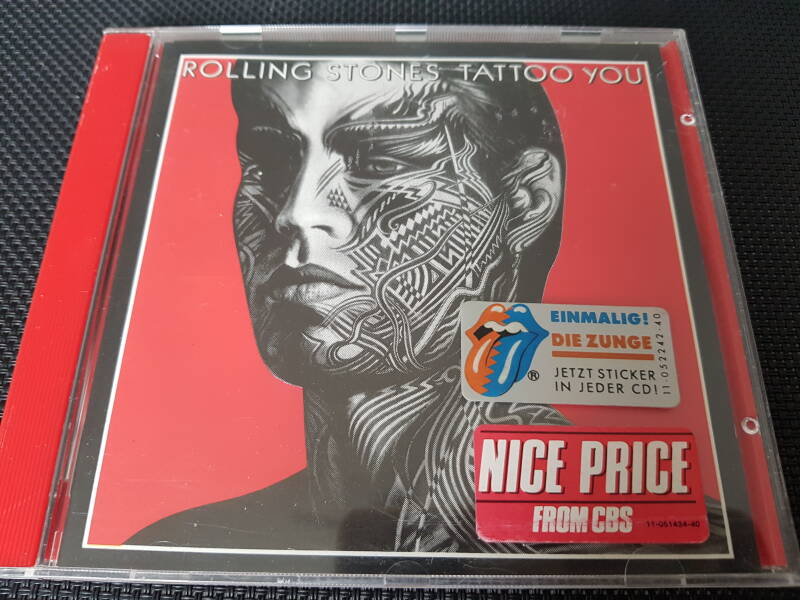 ROLLING STONES TATTOO YOU
EINMALIG!
DIE ZUNGE
JETZT STICKER
IN JEDER CD!
11-052242-40
®
NICE PRICE
FROM CBS
11-051434-40